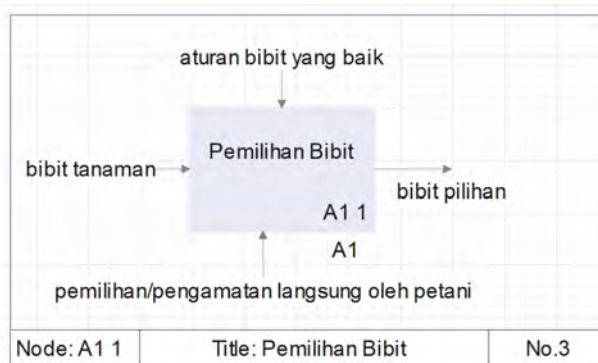 aturan bibit yang baik
Pemilihan Bibit
bibit tanaman
bibit pilihan
A1 1
A1
pemilihan/pengamatan langsung oleh petani
Node: A1 1
Title: Pemilihan Bibit
No.3